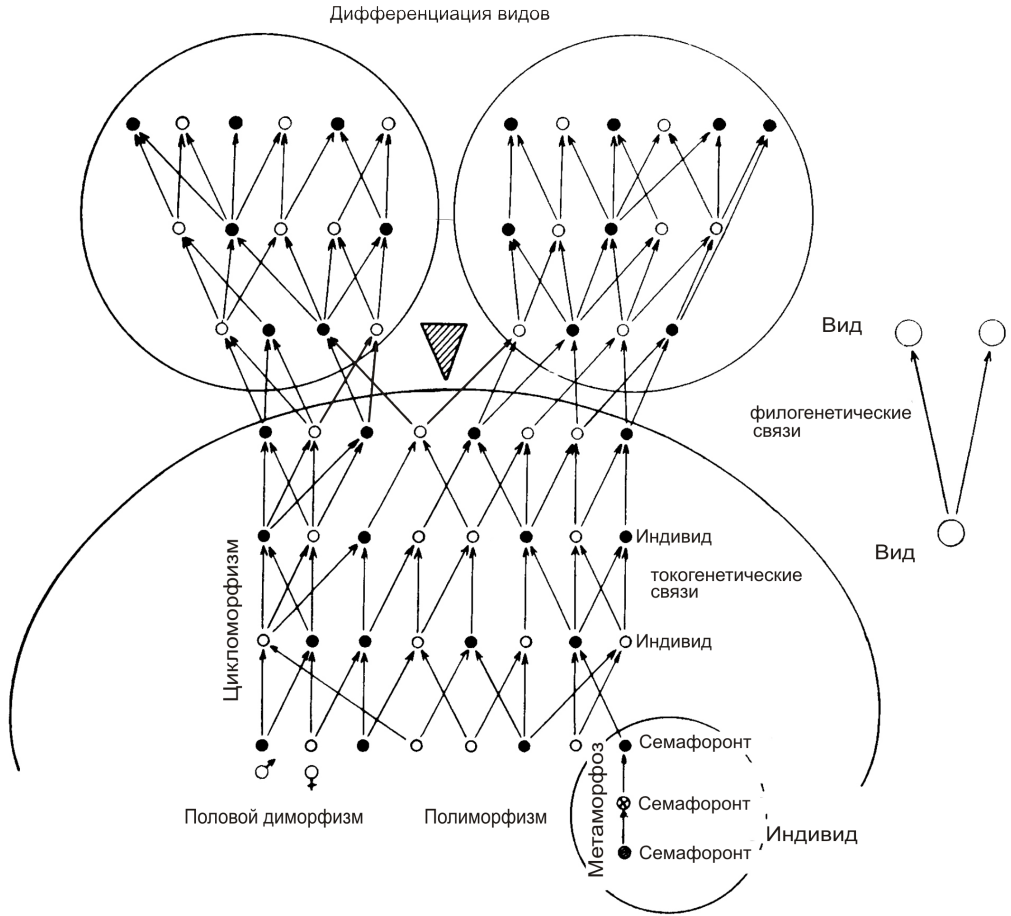 Дифференциация видов
Вид
филогенетические
связи
Вид
Цикломорфизм
Индивид
токогенетические
связи
Индивид
Половой диморфизм
Полиморфизм
Метаморфоз
Семафоронт
Семафоронт
Семафоронт
Индивид